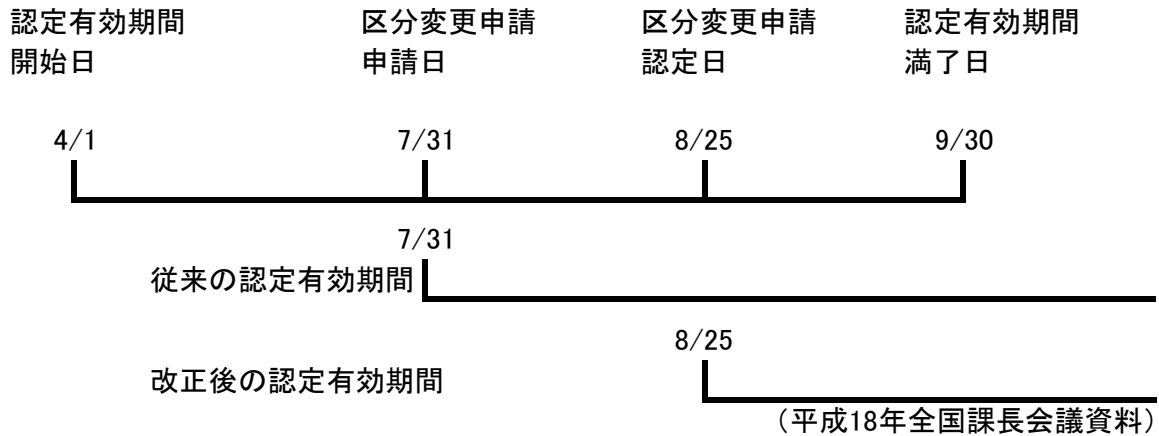 認定有効期間 区分変更申請 区分変更申請 認定有効期間
開始日 申請日 認定日 満了日
4/1 7/31 8/25 9/30
7/31
従来の認定有効期間
8/25
改正後の認定有効期間
（平成18年全国課長会議資料）